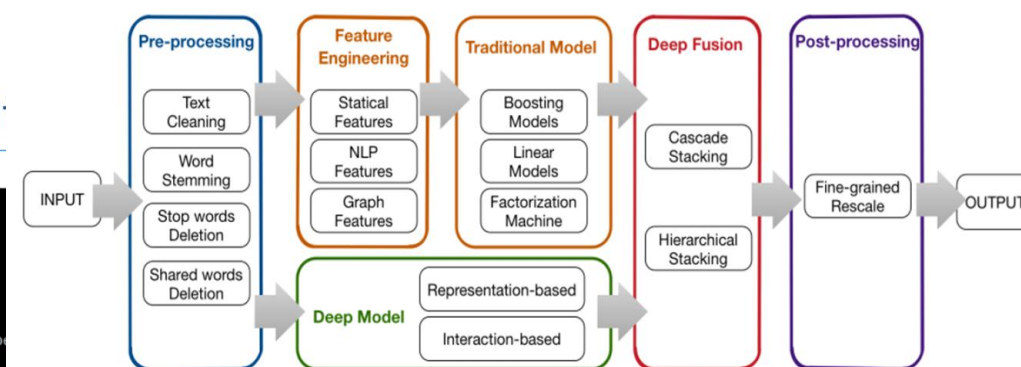 Pre-processing
Text
Cleaning
Word
Stemming
Stop words
Deletion
Shared words
Deletion
INPUT
Feature
Engineering
Statical
Features
NLP
Features
Graph
Features
Traditional Model
Boosting
Models
Linear
Models
Factorization
Machine
Deep Model
Representation-based
Interaction-based
Deep Fusion
Cascade
Stacking
Hierarchical
Stacking
Post-processing
Fine-grained
Rescale
OUTPUT